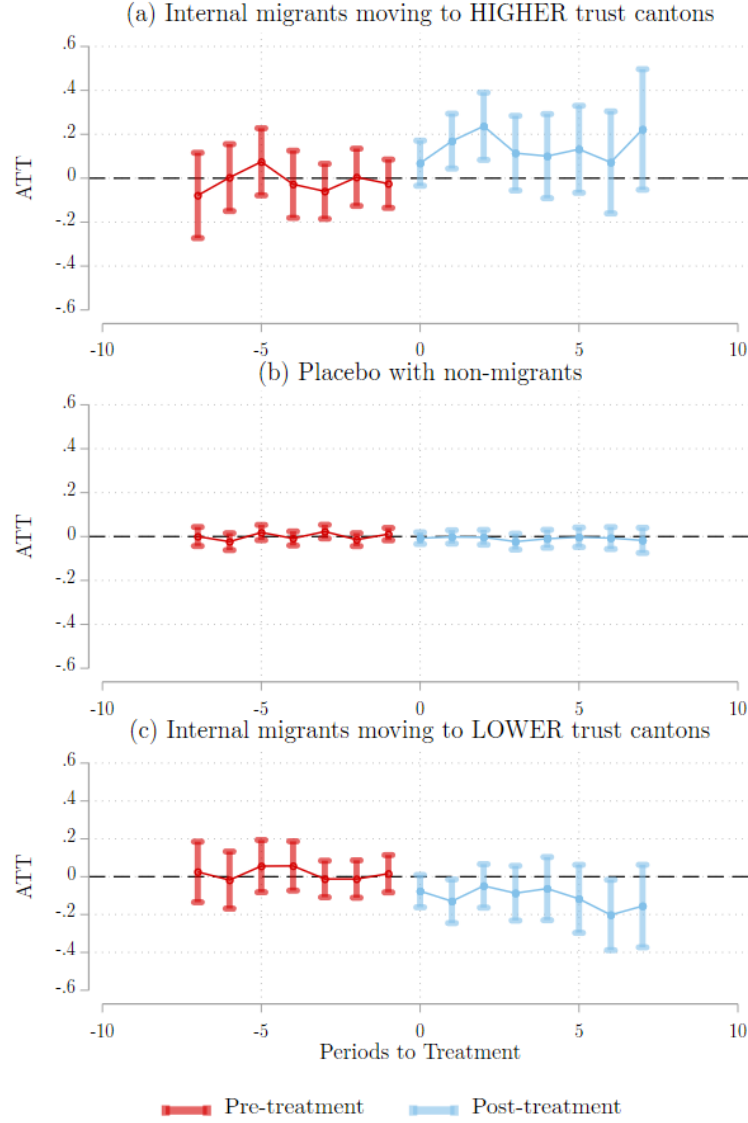 (a) Internal migrants moving to HIGHER trust cantons
.6
.4
.2
0
-.2
-.4
-.6
ATT
-10 -5 0 5 10
(b) Placebo with non-migrants
.6
.4
.2
0
-.2
-.4
-.6
ATT
-10 -5 0 5 10
(c) Internal migrants moving to LOWER trust cantons
.6
.4
.2
0
-.2
-.4
-.6
ATT
-10 -5 0 5 10
Periods to Treatment
Pre-treatment Post-treatment